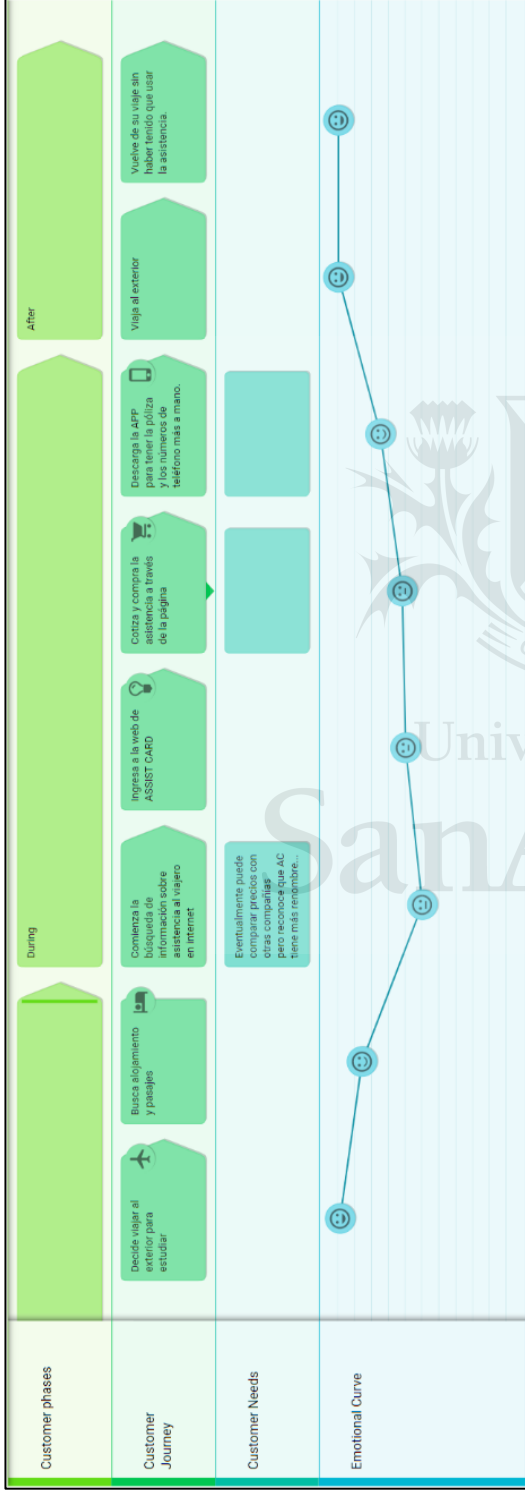 Customer phases
During
After
Customer
Journey
Decide viajar al
exterior para
estudiar
Busca alojamiento
y pasajes
Comienza la
búsqueda de
información sobre
asistencia al viajero
en internet
Ingresa a la web de
ASSIST CARD
Cotiza y compra la
asistencia a través
de la página
Descarga la APP
para tener la póliza
y los números de
teléfono más a mano.
Viaja al exterior
Vuelve de su viaje sin
haber tenido que usar
la asistencia.
Customer Needs
Eventualmente puede
comparar precios con
otras compañías
pero reconoce que AC
tiene más renombre...
Emotional Curve
Univ
SanA